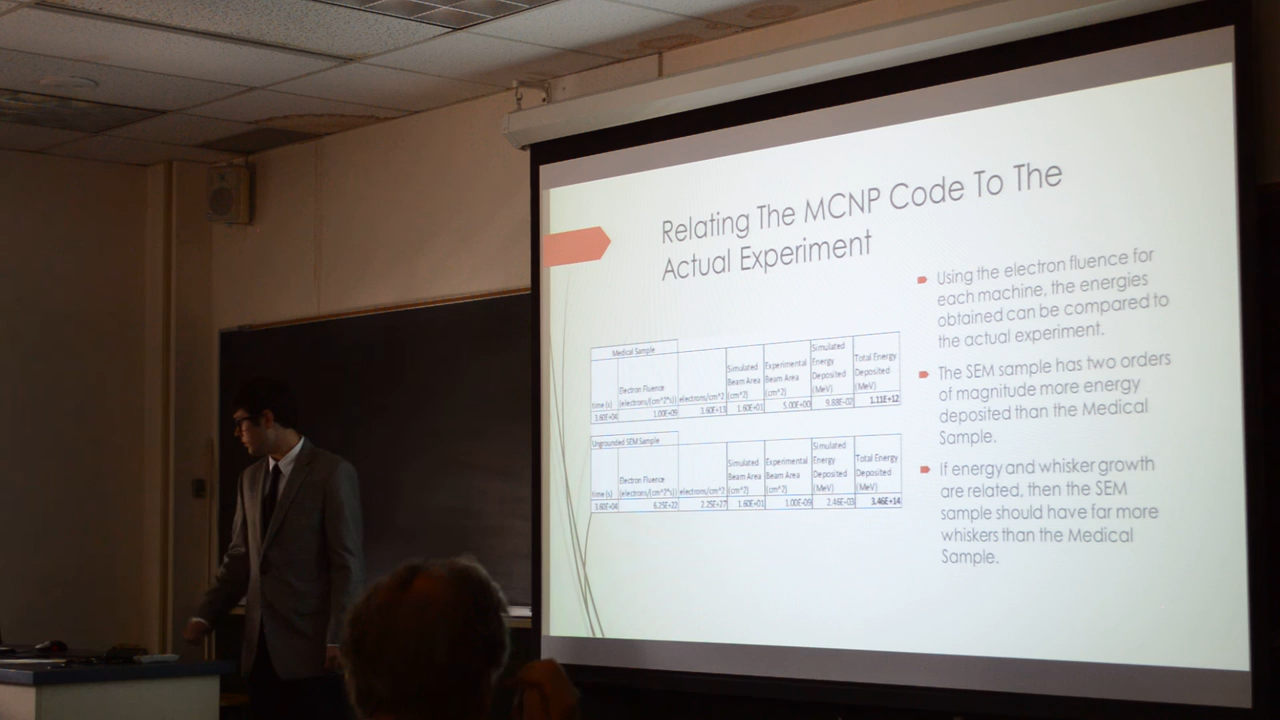 Relating The MCNP Code To The
Actual Experiment
Using the electron fluence for
each machine, the energies
obtained can be compared to
the actual experiment.
The SEM sample has two orders
of magnitude more energy
deposited than the Medical
Sample.
If energy and whisker growth
are related, then the SEM
sample should have far more
whiskers than the Medical
Sample.
Medical Sample
time (s) Electron Fluence (electrons/(cm^2*s)) electrons/cm^2 Simulated Beam Area (cm^2) Experimental Beam Area (cm^2) Simulated Energy Deposited (MeV) Total Energy Deposited (MeV)
3.60E+04 1.00E+09 3.60E+13 1.60E+01 5.00E+00 9.88E-02 1.11E+12
Ungrounded SEM Sample
time (s) Electron Fluence (electrons/(cm^2*s)) electrons/cm^2 Simulated Beam Area (cm^2) Experimental Beam Area (cm^2) Simulated Energy Deposited (MeV) Total Energy Deposited (MeV)
3.60E+04 6.25E+22 2.25E+27 1.60E+01 1.00E-09 2.46E-03 3.46E+14